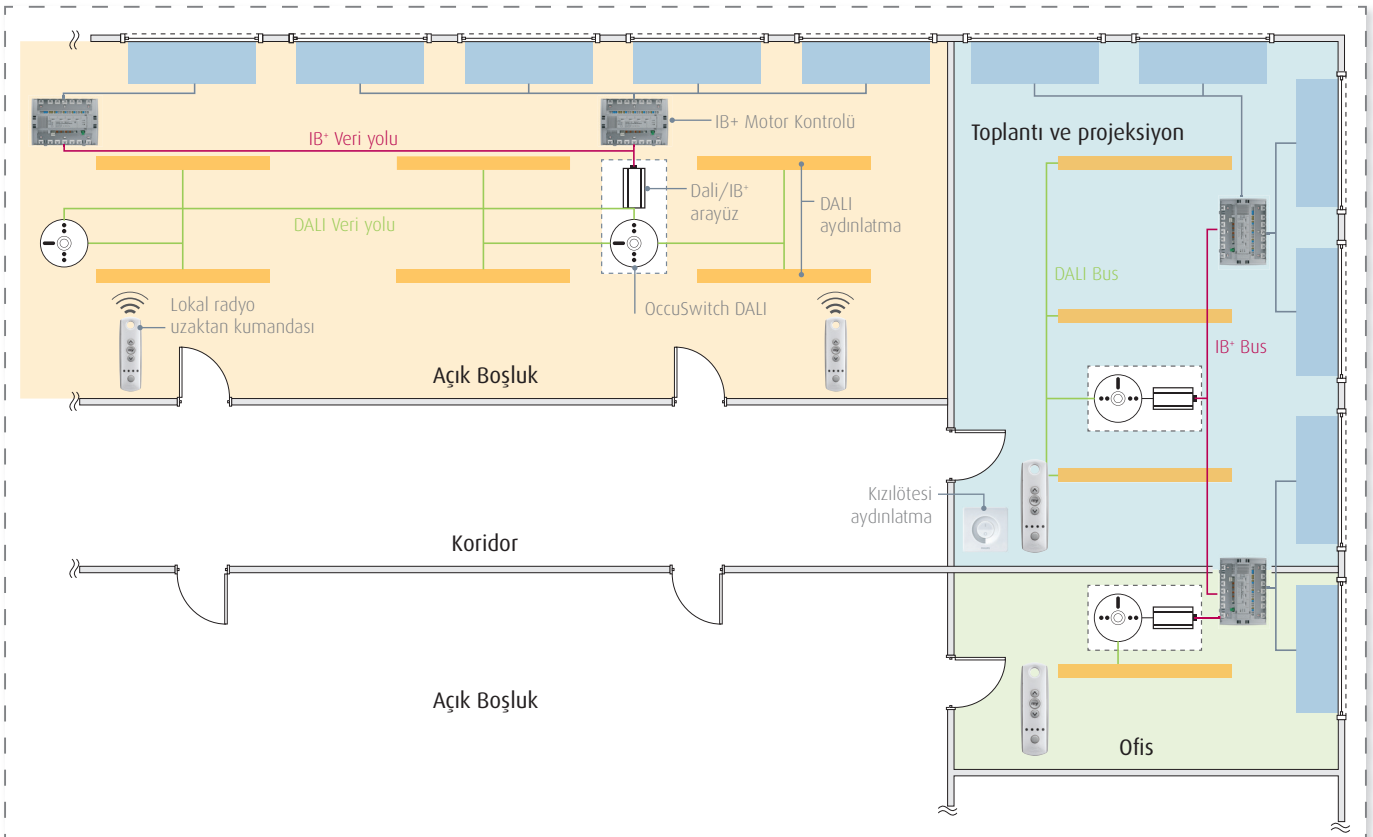 IB+ Motor Kontrolü
IB⁺ Veri yolu
Toplantı ve projeksiyon
Dali/IB⁺
arayüz
DALI
aydınlatma
DALI Veri yolu
DALI Bus
Lokal radyo
uzaktan kumandası
OccuSwitch DALI
IB⁺ Bus
Açık Boşluk
Kızılötesi
aydınlatma
Koridor
Açık Boşluk
Ofis